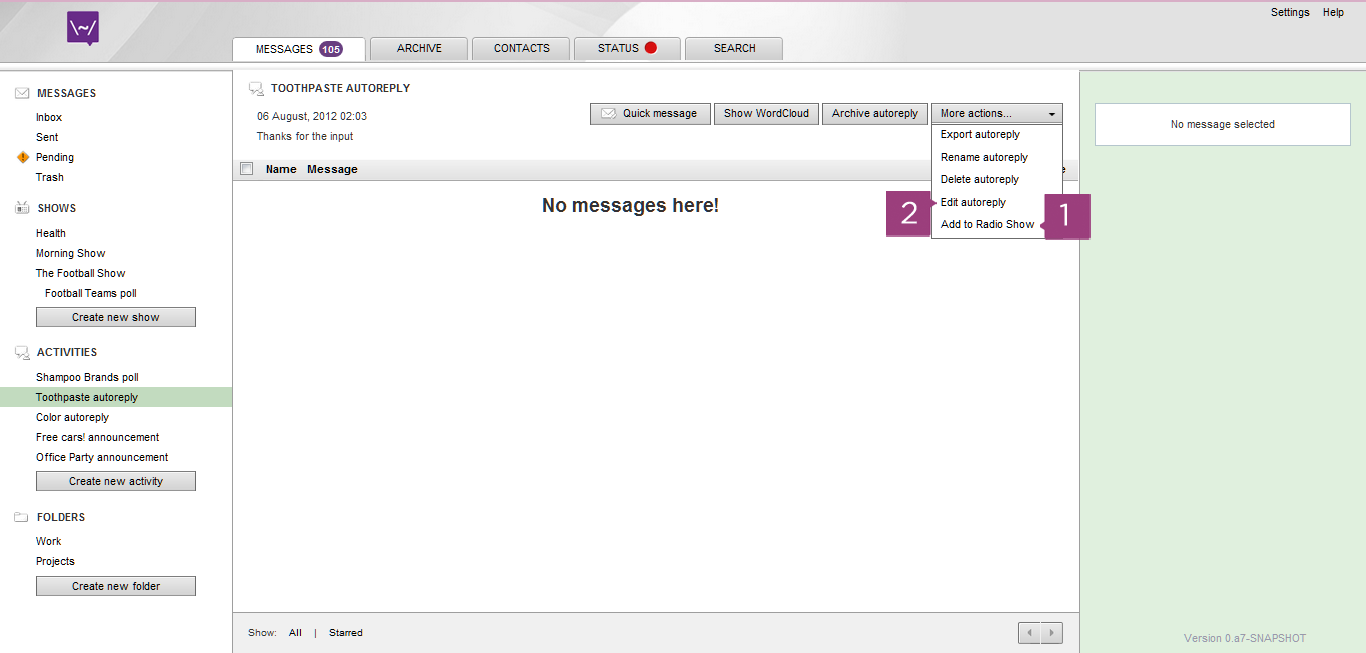 Settings Help
\~/
MESSAGES 105 ARCHIVE CONTACTS STATUS SEARCH
MESSAGES
Inbox
Sent
Pending
Trash
SHOWS
Health
Morning Show
The Football Show
Football Teams poll
Create new show
ACTIVITIES
Shampoo Brands poll
Toothpaste autoreply
Color autoreply
Free cars! announcement
Office Party announcement
Create new activity
FOLDERS
Work
Projects
Create new folder
TOOTHPASTE AUTOREPLY
06 August, 2012 02:03
Thanks for the input
Quick message Show WordCloud Archive autoreply More actions...
Export autoreply
Rename autoreply
Delete autoreply
2 Edit autoreply
Add to Radio Show 1
Name Message
No messages here!
Show: All | Starred
No message selected
Version 0.a7-SNAPSHOT